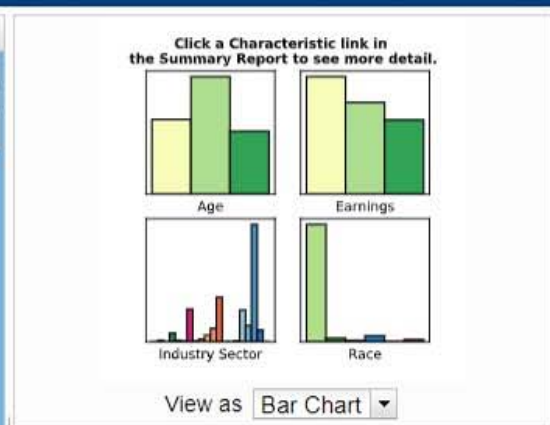 Click a Characteristic link in
the Summary Report to see more detail.
Age
Earnings
Industry Sector
Race
View as Bar Chart